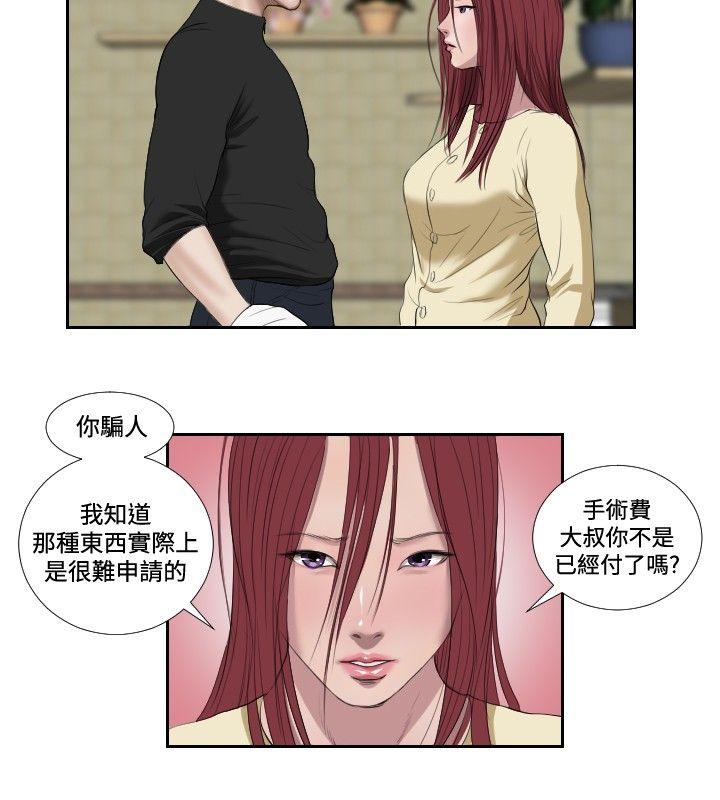 你騙人
我知道
那種東西實際上
是很難申請的
手術費
大叔你不是
已經付了嗎?